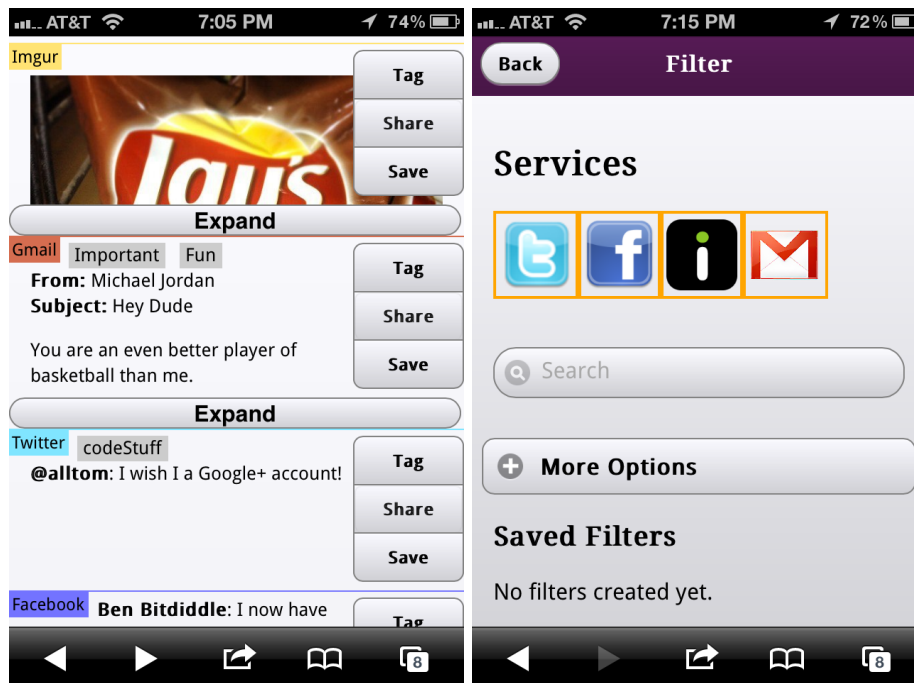 AT&T 7:05 PM 74%
Imgur
Lay's
Tag
Share
Save
Expand
Gmail Important Fun
From: Michael Jordan
Subject: Hey Dude
You are an even better player of
basketball than me.
Tag
Share
Save
Expand
Twitter codeStuff
@alltom: I wish I a Google+ account!
Tag
Share
Save
Facebook Ben Bitdiddle: I now have
Tag
8
AT&T 7:15 PM 72%
Back Filter
Services
t f i M
Search
More Options
Saved Filters
No filters created yet.
8